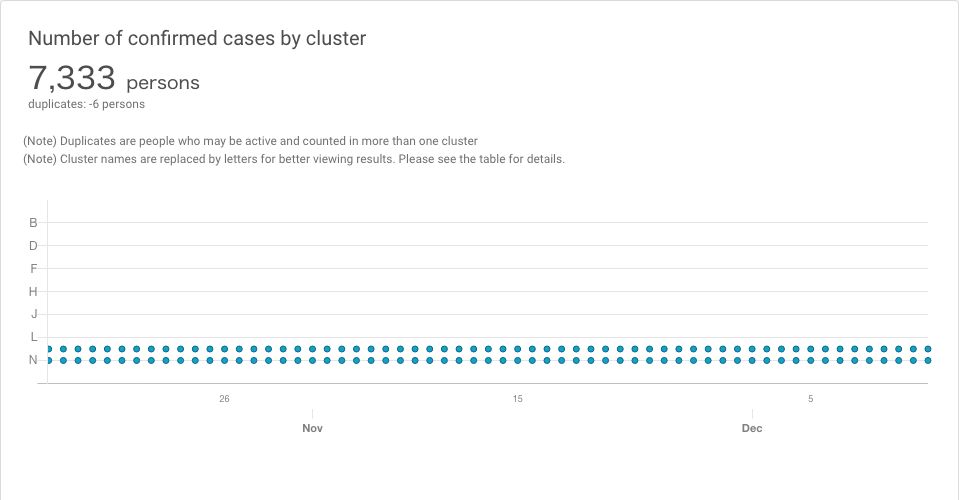 Number of confirmed cases by cluster
7,333 persons
duplicates: -6 persons
(Note) Duplicates are people who may be active and counted in more than one cluster
(Note) Cluster names are replaced by letters for better viewing results. Please see the table for details.
B
D
F
H
J
L
N
26 15 5
Nov Dec